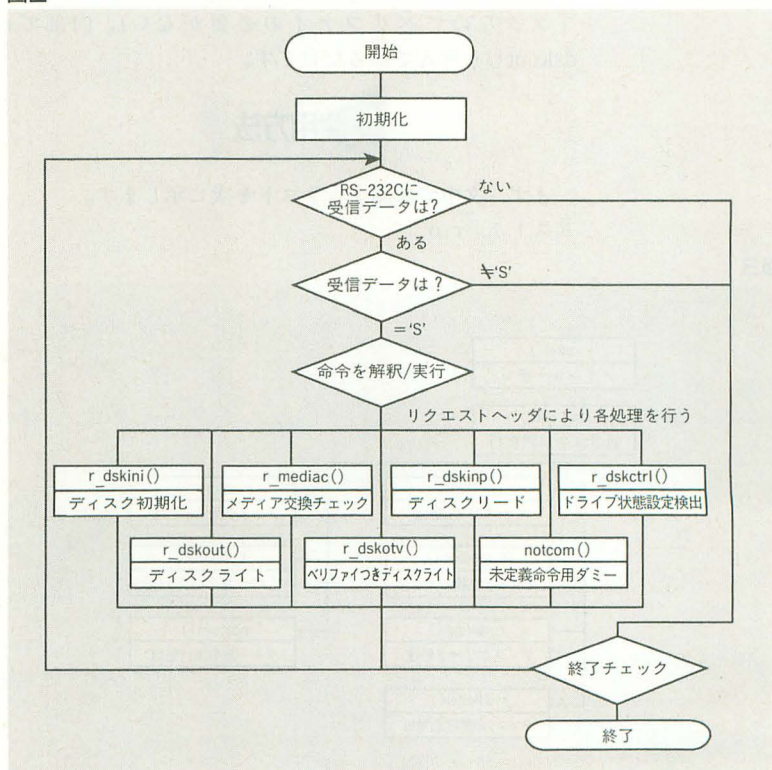 開始
初期化
RS-232Cに
受信データは？
ない
ある
受信データは？
≠'S'
='S'
命令を解釈/実行
リクエストヘッダにより各処理を行う
r_dskini()
ディスク初期化
r_mediac()
メディア交換チェック
r_dskinp()
ディスクリード
r_dskctrl()
ドライブ状態設定検出
r_dskout()
ディスクライト
r_dskotv()
ベリファイつきディスクライト
notcom()
未定義命令用ダミー
終了チェック
終了